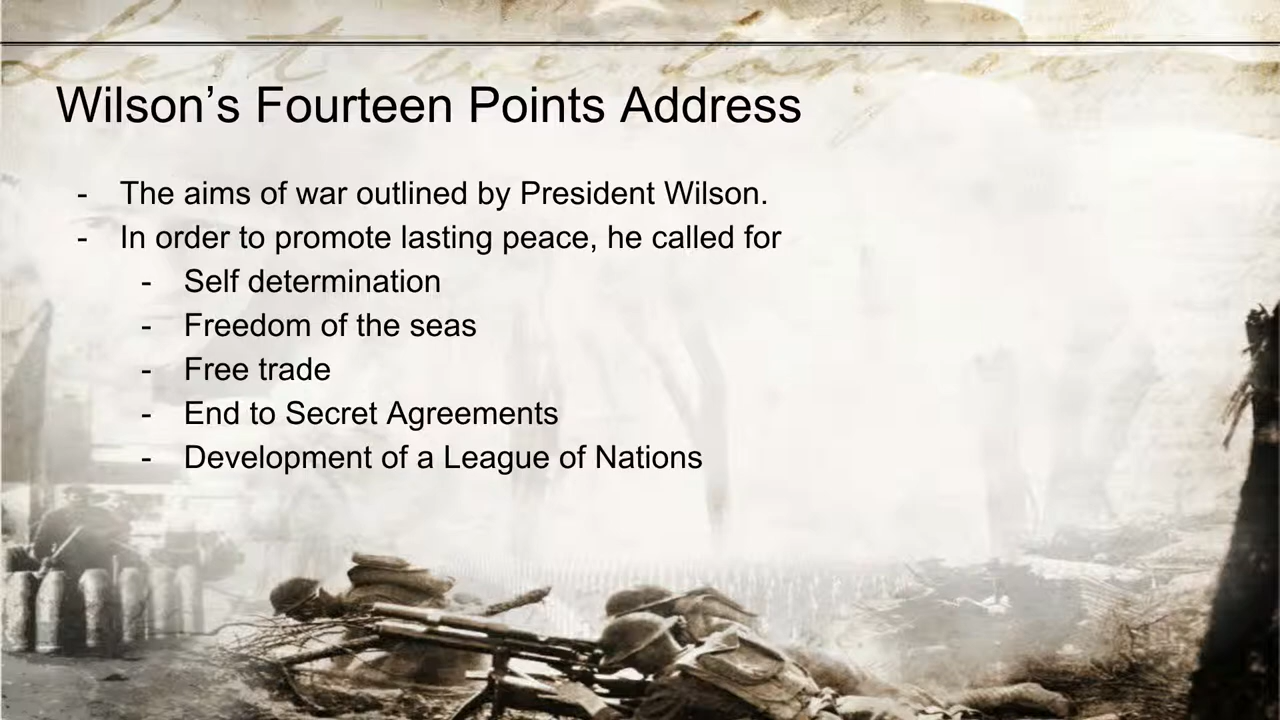 Wilson’s Fourteen Points Address
- The aims of war outlined by President Wilson.
- In order to promote lasting peace, he called for
- Self determination
- Freedom of the seas
- Free trade
- End to Secret Agreements
- Development of a League of Nations